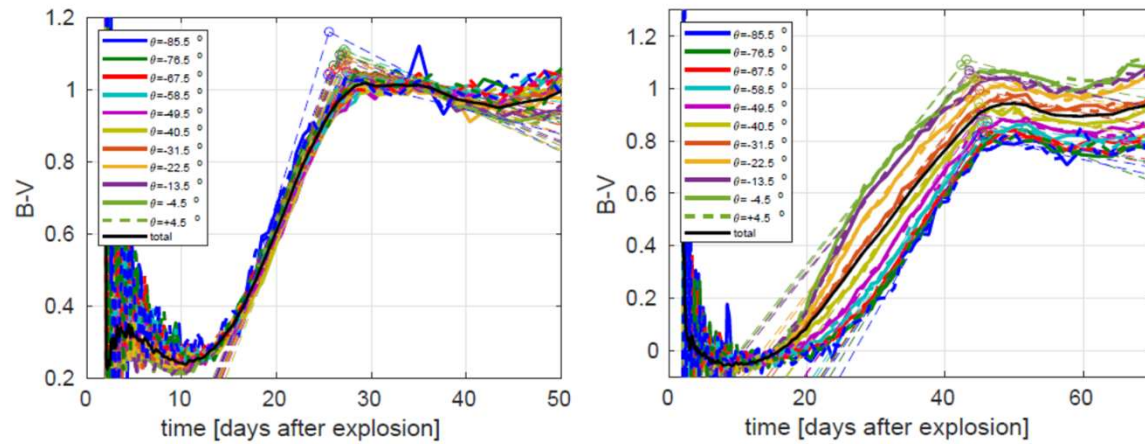 1.2
1
0.8
0.6
0.4
0.2
B-V
θ=-85.5 °
θ=-76.5 °
θ=-67.5 °
θ=-58.5 °
θ=-49.5 °
θ=-40.5 °
θ=-31.5 °
θ=-22.5 °
θ=-13.5 °
θ= -4.5 °
θ=+4.5 °
total
0 10 20 30 40 50
time [days after explosion]
1.2
1
0.8
0.6
0.4
0.2
0
B-V
θ=-85.5 °
θ=-76.5 °
θ=-67.5 °
θ=-58.5 °
θ=-49.5 °
θ=-40.5 °
θ=-31.5 °
θ=-22.5 °
θ=-13.5 °
θ= -4.5 °
θ=+4.5 °
total
0 20 40 60
time [days after explosion]